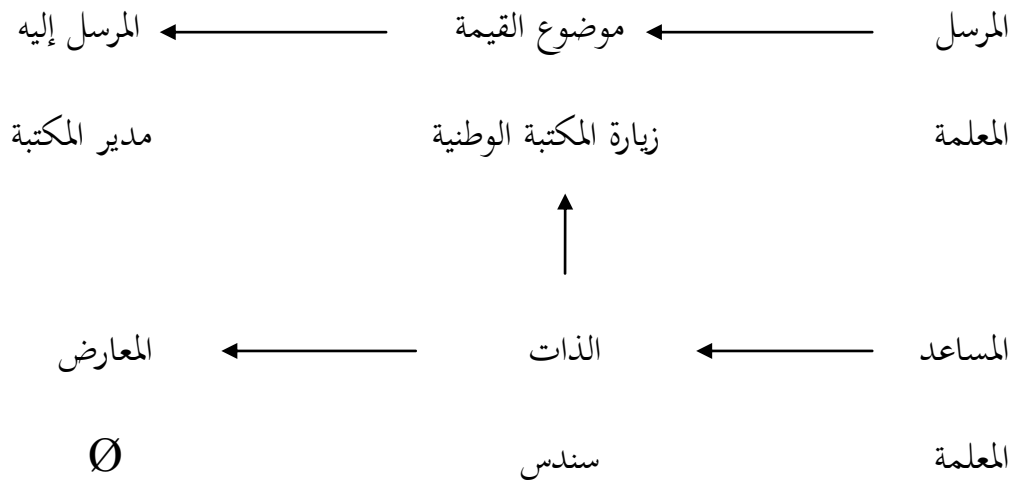 المرسل موضوع القيمة المرسل إليه
المعلمة زيارة المكتبة الوطنية مدير المكتبة
المساعد الذات المعارض
المعلمة سندس Ø